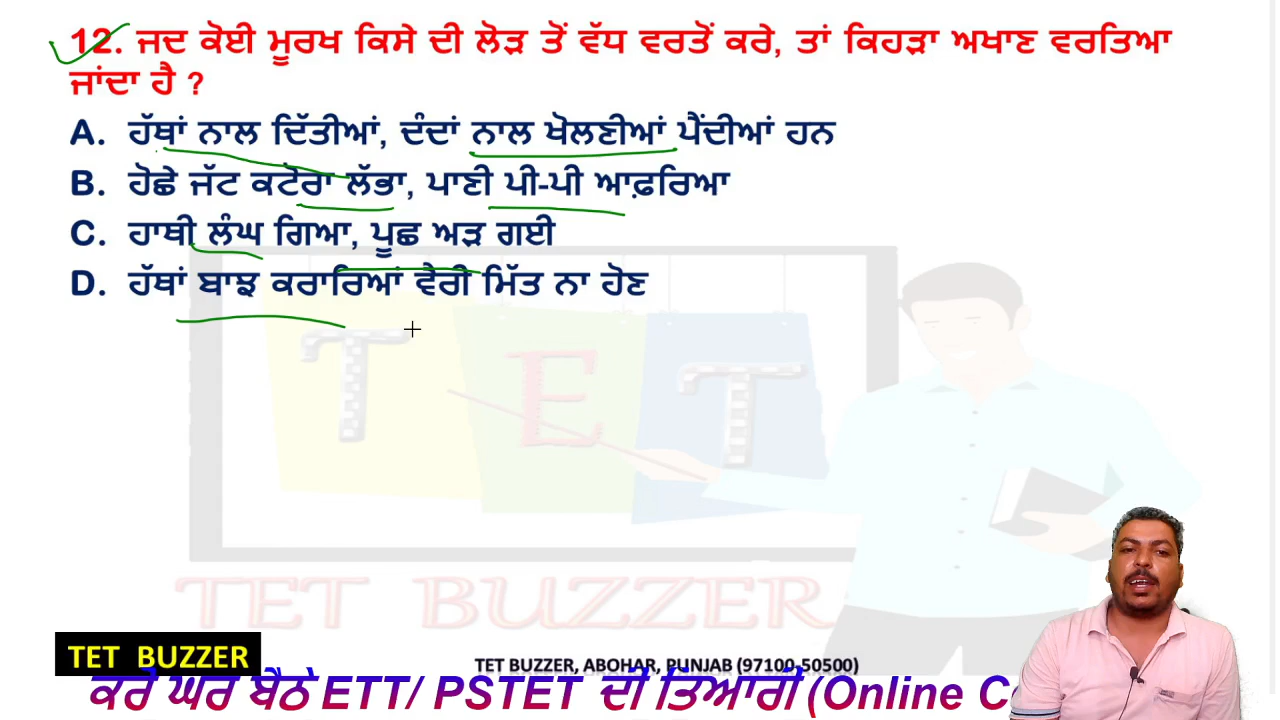 12. ਜਦ ਕੋਈ ਮੂਰਖ ਕਿਸੇ ਦੀ ਲੋੜ ਤੋਂ ਵੱਧ ਵਰਤੋਂ ਕਰੇ, ਤਾਂ ਕਿਹੜਾ ਅਖਾਣ ਵਰਤਿਆ
ਜਾਂਦਾ ਹੈ ?
A. ਹੱਥਾਂ ਨਾਲ ਦਿੱਤੀਆਂ, ਦੰਦਾਂ ਨਾਲ ਖੋਲਣੀਆਂ ਪੈਂਦੀਆਂ ਹਨ
B. ਹੋਛੇ ਜੱਟ ਕਟੋਰਾ ਲੱਭਾ, ਪਾਣੀ ਪੀ-ਪੀ ਆਫ਼ਰਿਆ
C. ਹਾਥੀ ਲੰਘ ਗਿਆ, ਪੂਛ ਅੜ ਗਈ
D. ਹੱਥਾਂ ਬਾਝ ਕਰਾਰਿਆਂ ਵੈਰੀ ਮਿੱਤ ਨਾ ਹੋਣ
T E T
TET BUZZER
TET BUZZER
TET BUZZER, ABOHAR, PUNJAB (97100-50500)
ਕਰੋ ਘਰ ਬੈਠੇ ETT/ PSTET ਦੀ ਤਿਆਰੀ (Online